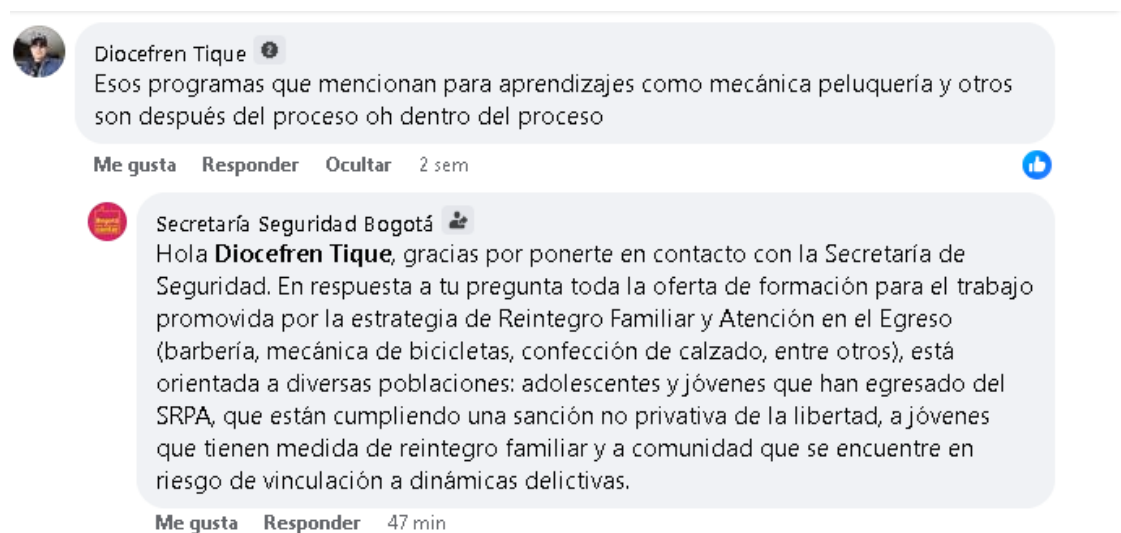 Diocefren Tique
Esos programas que mencionan para aprendizajes como mecánica peluquería y otros
son después del proceso oh dentro del proceso
Me gusta Responder Ocultar 2 sem
Secretaría Seguridad Bogotá
Hola Diocefren Tique, gracias por ponerte en contacto con la Secretaría de
Seguridad. En respuesta a tu pregunta toda la oferta de formación para el trabajo
promovida por la estrategia de Reintegro Familiar y Atención en el Egreso
(barbería, mecánica de bicicletas, confección de calzado, entre otros), está
orientada a diversas poblaciones: adolescentes y jóvenes que han egresado del
SRPA, que están cumpliendo una sanción no privativa de la libertad, a jóvenes
que tienen medida de reintegro familiar y a comunidad que se encuentre en
riesgo de vinculación a dinámicas delictivas.
Me gusta Responder 47 min